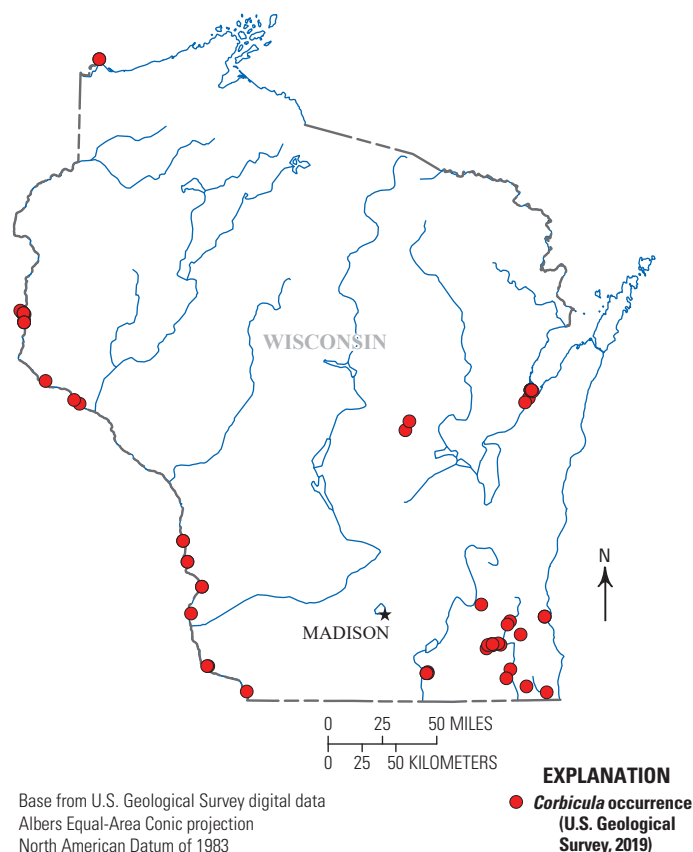 WISCONSIN
N
MADISON
0 25 50 MILES
0 25 50 KILOMETERS
EXPLANATION
Corbicula occurrence
(U.S. Geological
Survey, 2019)
Base from U.S. Geological Survey digital data
Albers Equal-Area Conic projection
North American Datum of 1983